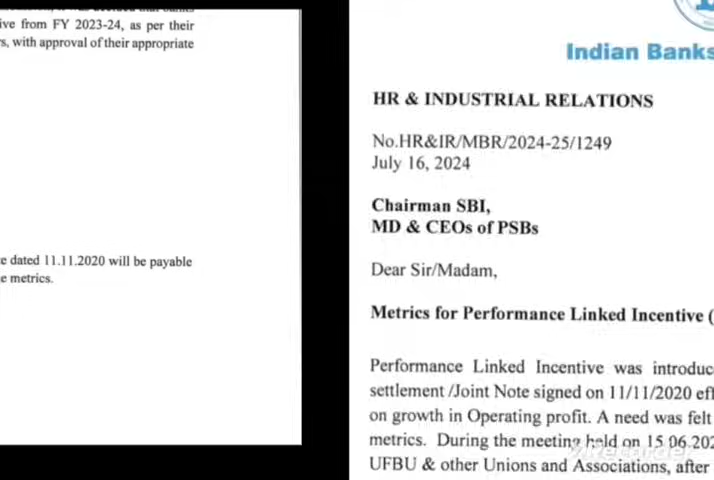 ive from FY 2023-24, as per their
s, with approval of their appropriate
e dated 11.11.2020 will be payable
e metrics.
Indian Banks
HR & INDUSTRIAL RELATIONS
No.HR&IR/MBR/2024-25/1249
July 16, 2024
Chairman SBI,
MD & CEOs of PSBs
Dear Sir/Madam,
Metrics for Performance Linked Incentive (
Performance Linked Incentive was introduc
settlement /Joint Note signed on 11/11/2020 eff
on growth in Operating profit. A need was felt
metrics. During the meeting held on 15.06.202
UFBU & other Unions and Associations, after